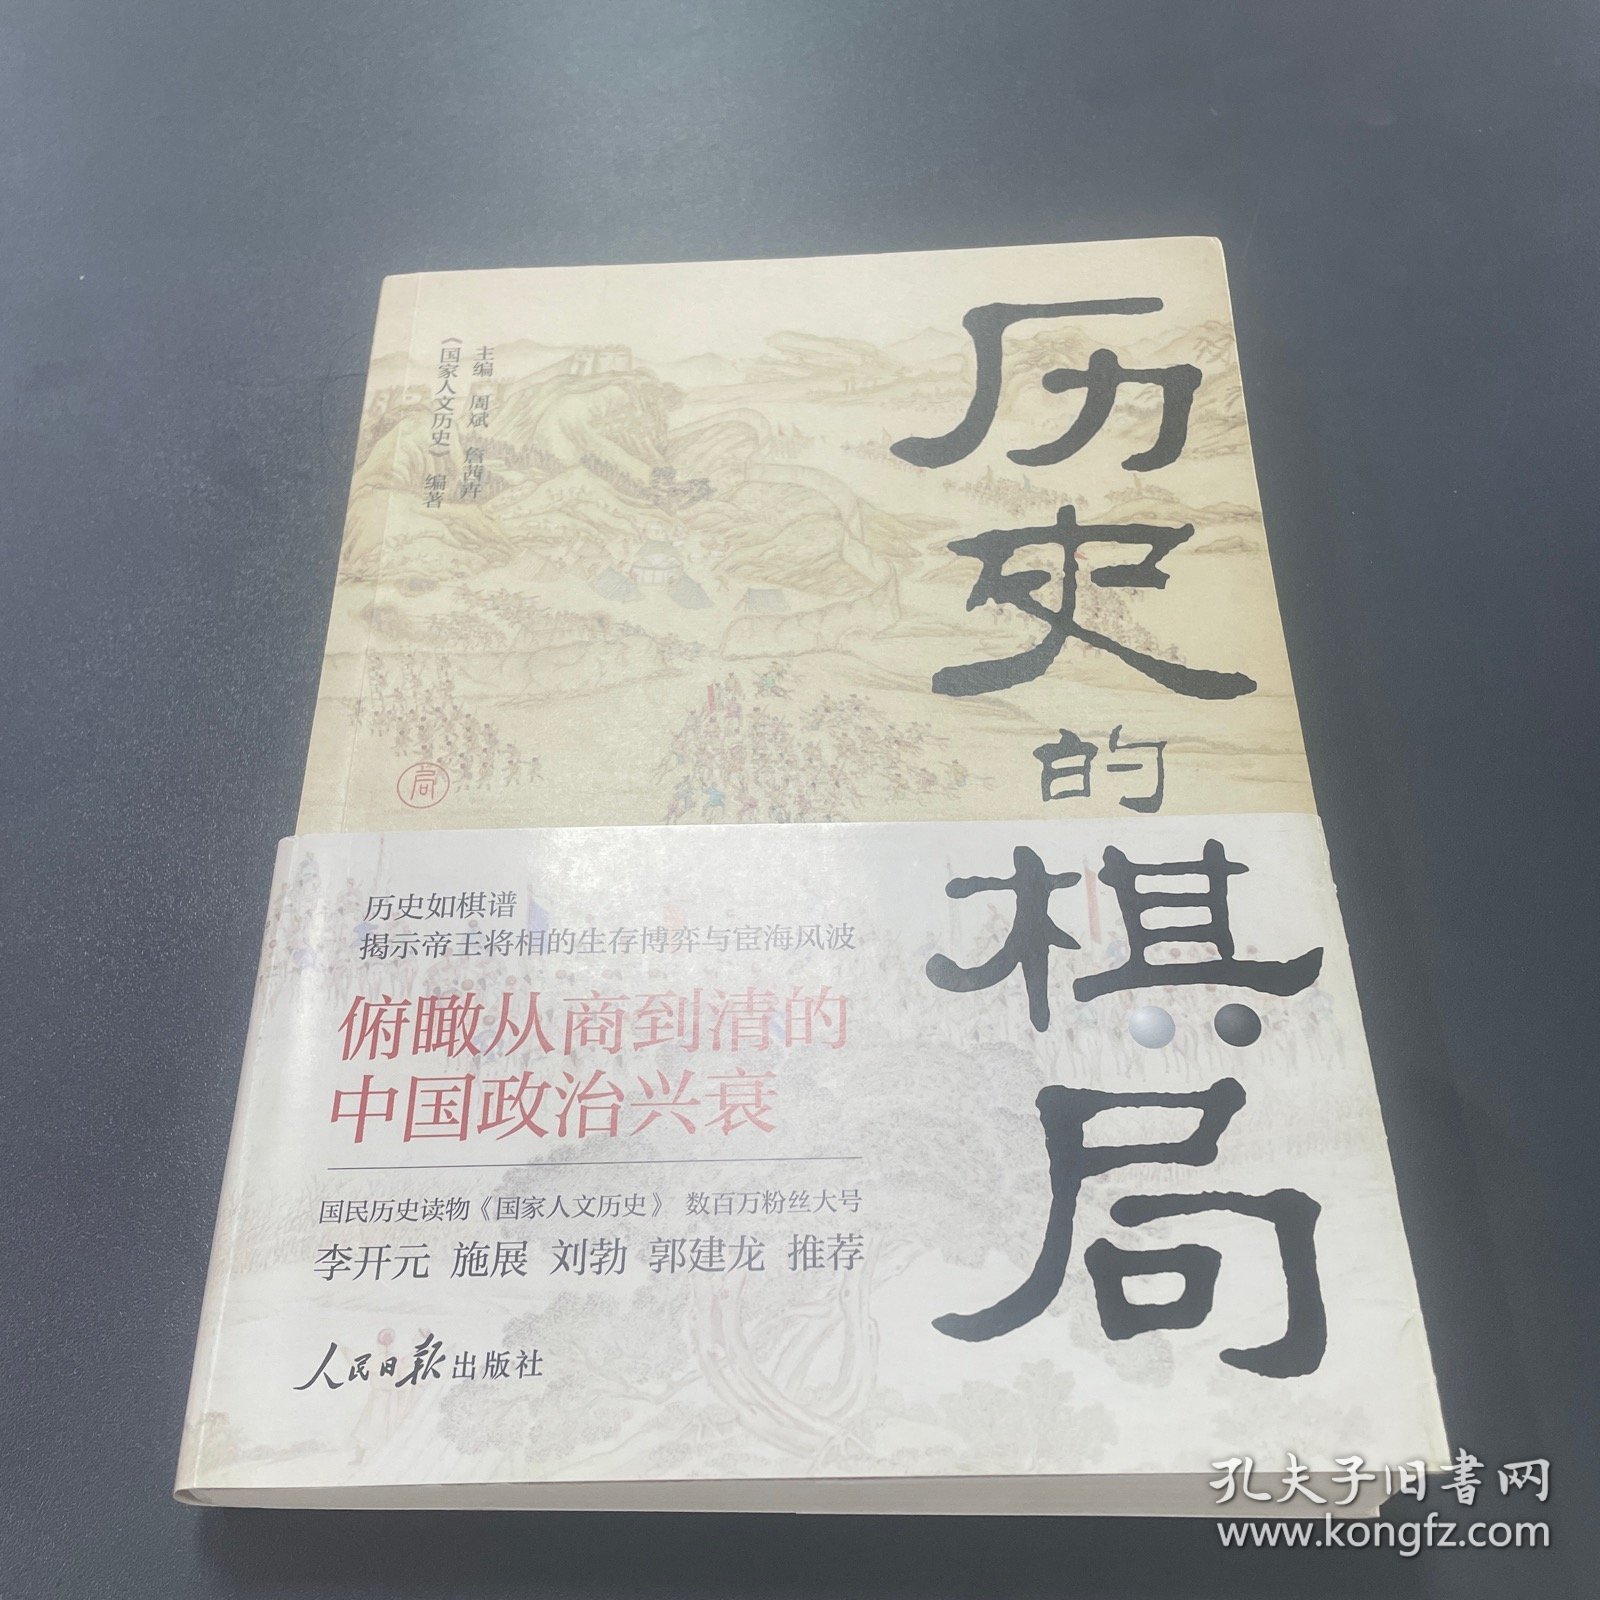 历史的棋局
主编 周斌 詹茜卉
《国家人文历史》 编著
局
历史如棋谱
揭示帝王将相的生存博弈与宦海风波
俯瞰从商到清的
中国政治兴衰
国民历史读物《国家人文历史》 数百万粉丝大号
李开元 施展 刘勃 郭建龙 推荐
人民日报出版社
孔夫子旧书网
www.kongfz.com